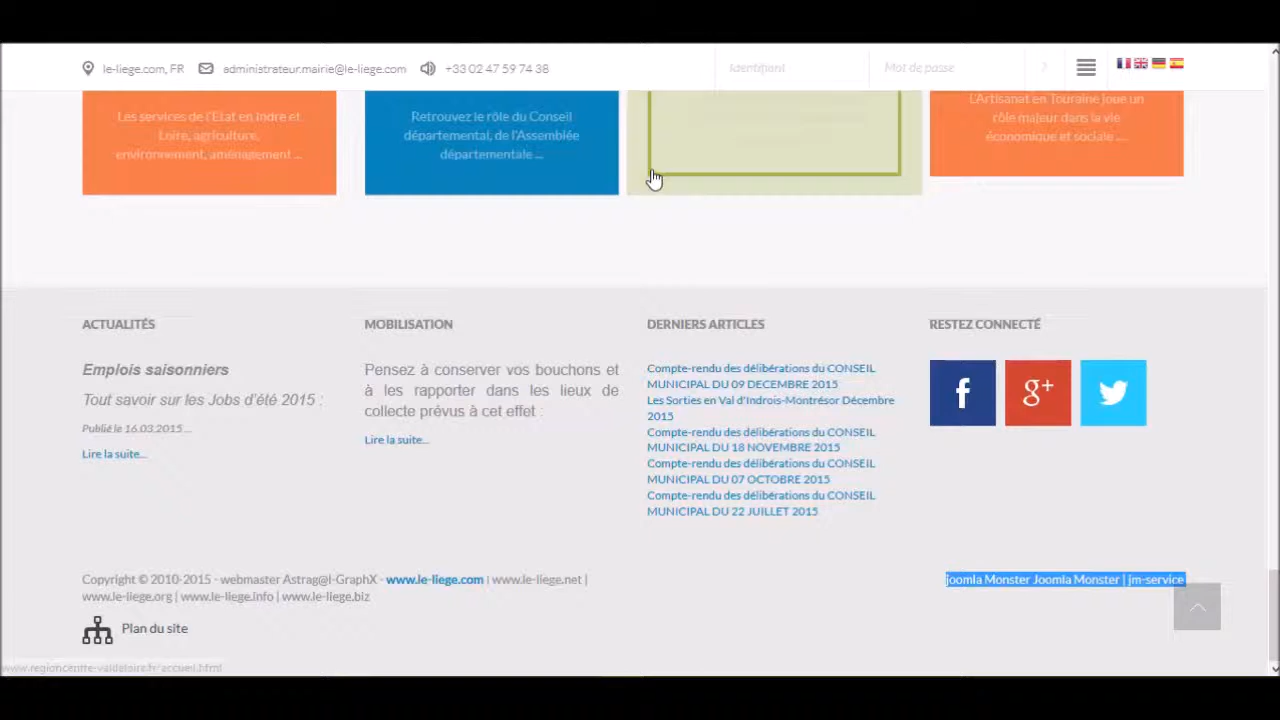 le-liege.com, FR administrateur.mairie@le-liege.com +33 02 47 59 74 38 Identifiant Mot de passe
Les services de l'Etat en Indre et
Loire, agriculture,
environnement, aménagement ...
Retrouvez le rôle du Conseil
départemental, de l'Assemblée
départementale ...
L'Artisanat en Touraine joue un
rôle majeur dans la vie
économique et sociale ...
ACTUALITÉS
Emplois saisonniers
Tout savoir sur les Jobs d'été 2015 :
Publié le 16.03.2015 ...
Lire la suite...
MOBILISATION
Pensez à conserver vos bouchons et
à les rapporter dans les lieux de
collecte prévus à cet effet :
Lire la suite...
DERNIERS ARTICLES
Compte-rendu des délibérations du CONSEIL
MUNICIPAL DU 09 DECEMBRE 2015
Les Sorties en Val d'Indrois-Montrésor Décembre
2015
Compte-rendu des délibérations du CONSEIL
MUNICIPAL DU 18 NOVEMBRE 2015
Compte-rendu des délibérations du CONSEIL
MUNICIPAL DU 07 OCTOBRE 2015
Compte-rendu des délibérations du CONSEIL
MUNICIPAL DU 22 JUILLET 2015
RESTEZ CONNECTÉ
f g+
Copyright © 2010-2015 - webmaster Astrag@l-GraphX - www.le-liege.com | www.le-liege.net |
www.le-liege.org | www.le-liege.info | www.le-liege.biz
joomla Monster Joomla Monster | jm-service
Plan du site
www.regioncentre-valdeloire.fr/accueil.html